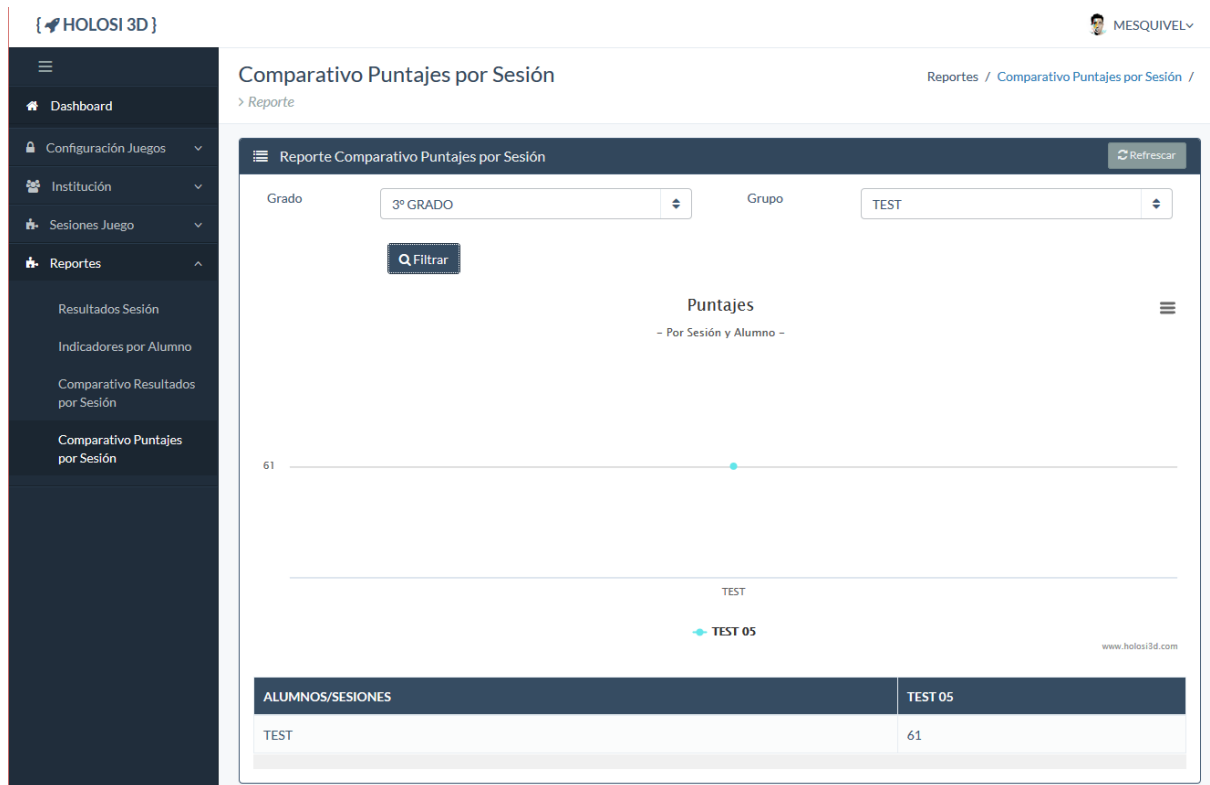 { HOLOSI 3D }
MESQUIVEL
Dashboard
Configuración Juegos
Institución
Sesiones Juego
Reportes
Resultados Sesión
Indicadores por Alumno
Comparativo Resultados
por Sesión
Comparativo Puntajes
por Sesión
Comparativo Puntajes por Sesión
> Reporte
Reportes / Comparativo Puntajes por Sesión /
Reporte Comparativo Puntajes por Sesión
Refrescar
Grado
3º GRADO
Grupo
TEST
Filtrar
Puntajes
– Por Sesión y Alumno –
61
TEST
TEST 05
www.holosi3d.com
ALUMNOS/SESIONES TEST 05
TEST 61